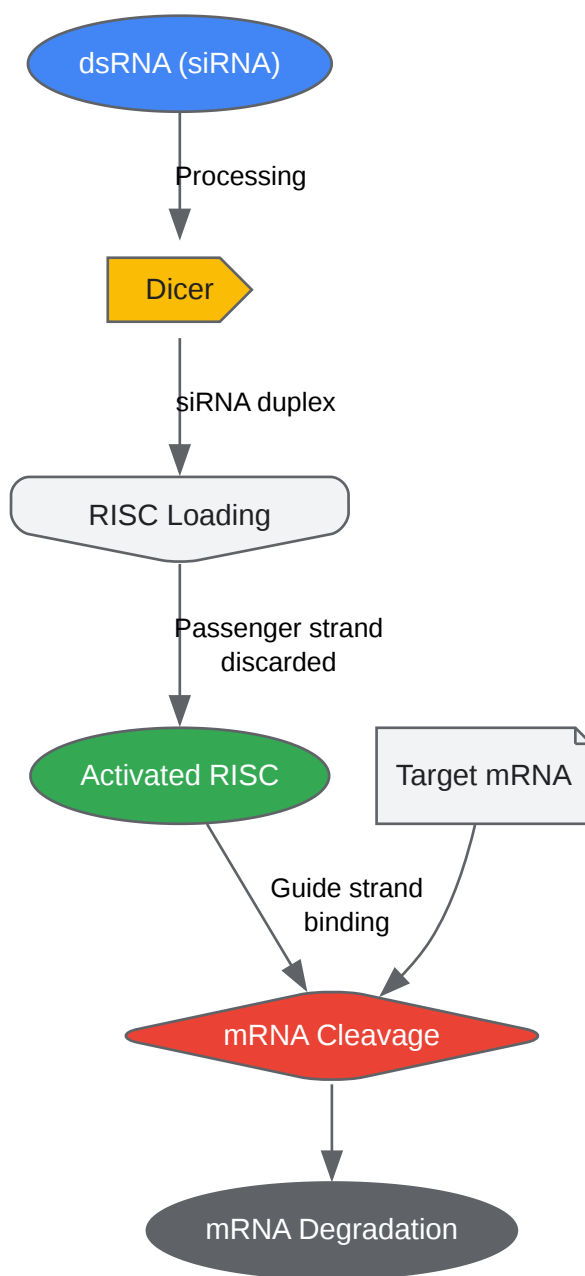 dsRNA (siRNA)
Processing
Dicer
siRNA duplex
RISC Loading
Passenger strand
discarded
Activated RISC
Target mRNA
Guide strand
binding
mRNA Cleavage
mRNA Degradation